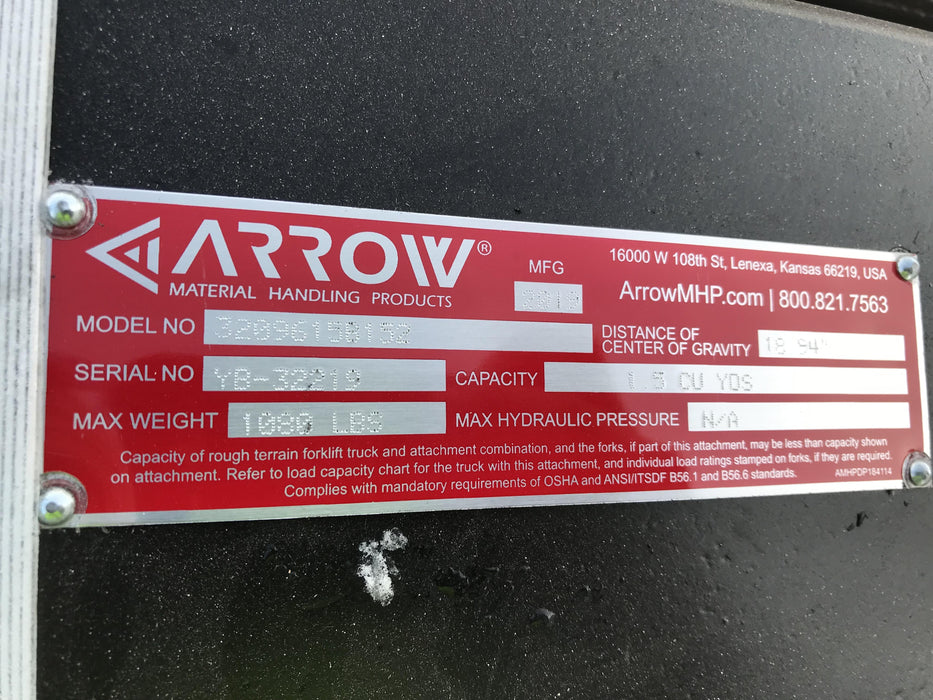 ARROW®
MATERIAL HANDLING PRODUCTS
MFG
2019
16000 W 108th St, Lenexa, Kansas 66219, USA
ArrowMHP.com | 800.821.7563
MODEL NO 32096158152
DISTANCE OF
CENTER OF GRAVITY 18.94"
SERIAL NO YB-32219
CAPACITY 1.5 CU YDS
MAX WEIGHT 1090 LBS
MAX HYDRAULIC PRESSURE N/A
Capacity of rough terrain forklift truck and attachment combination, and the forks, if part of this attachment, may be less than capacity shown
on attachment. Refer to load capacity chart for the truck with this attachment, and individual load ratings stamped on forks, if they are required.
Complies with mandatory requirements of OSHA and ANSI/ITSDF B56.1 and B56.6 standards.
AMHPDP184114